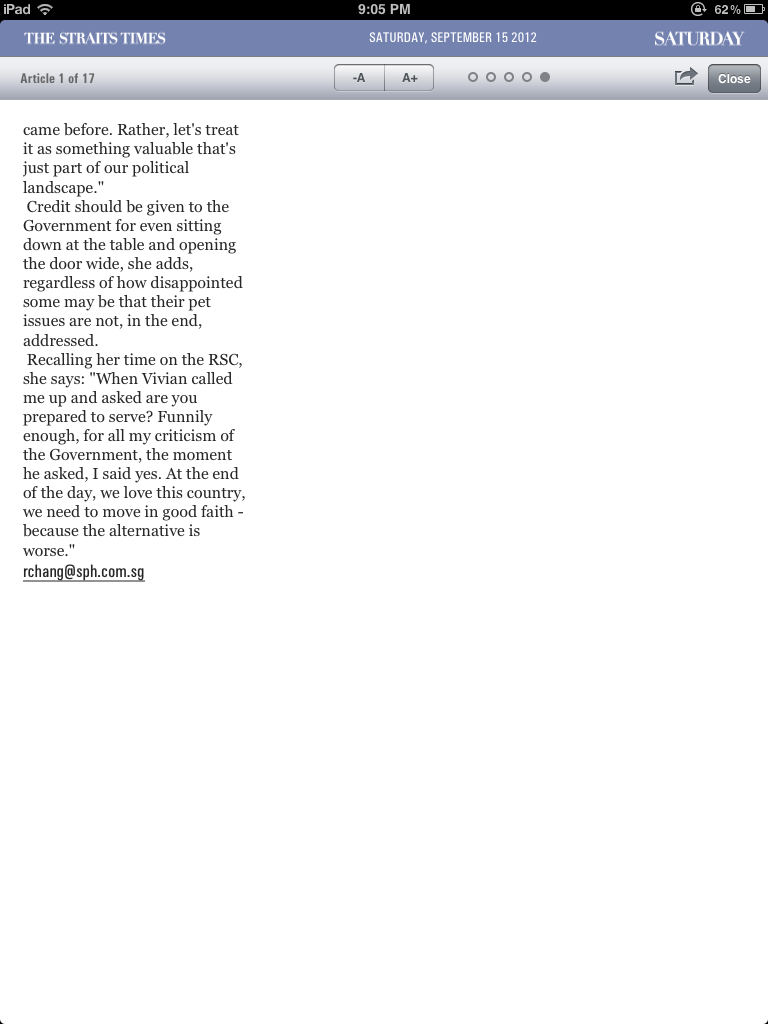 iPad
9:05 PM
62%
THE STRAITS TIMES
SATURDAY, SEPTEMBER 15 2012
SATURDAY
Article 1 of 17
-A
A+
Close
came before. Rather, let's treat
it as something valuable that's
just part of our political
landscape."
Credit should be given to the
Government for even sitting
down at the table and opening
the door wide, she adds,
regardless of how disappointed
some may be that their pet
issues are not, in the end,
addressed.
Recalling her time on the RSC,
she says: "When Vivian called
me up and asked are you
prepared to serve? Funnily
enough, for all my criticism of
the Government, the moment
he asked, I said yes. At the end
of the day, we love this country,
we need to move in good faith -
because the alternative is
worse."
rchang@sph.com.sg